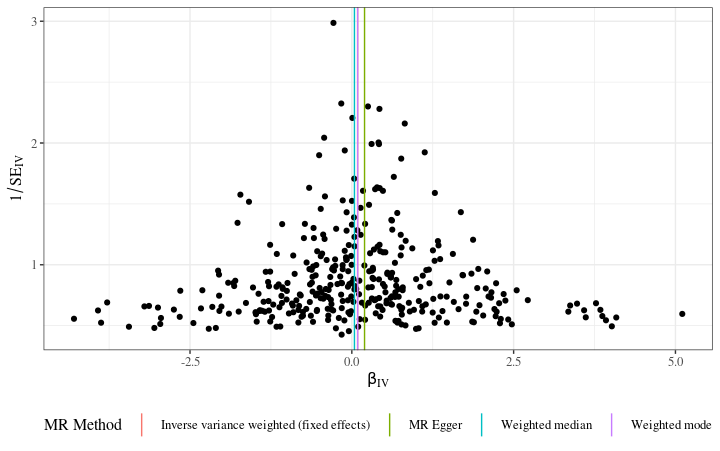 3
2
1
1/SE_IV
-2.5
0.0
2.5
5.0
β_IV
MR Method
Inverse variance weighted (fixed effects)
MR Egger
Weighted median
Weighted mode